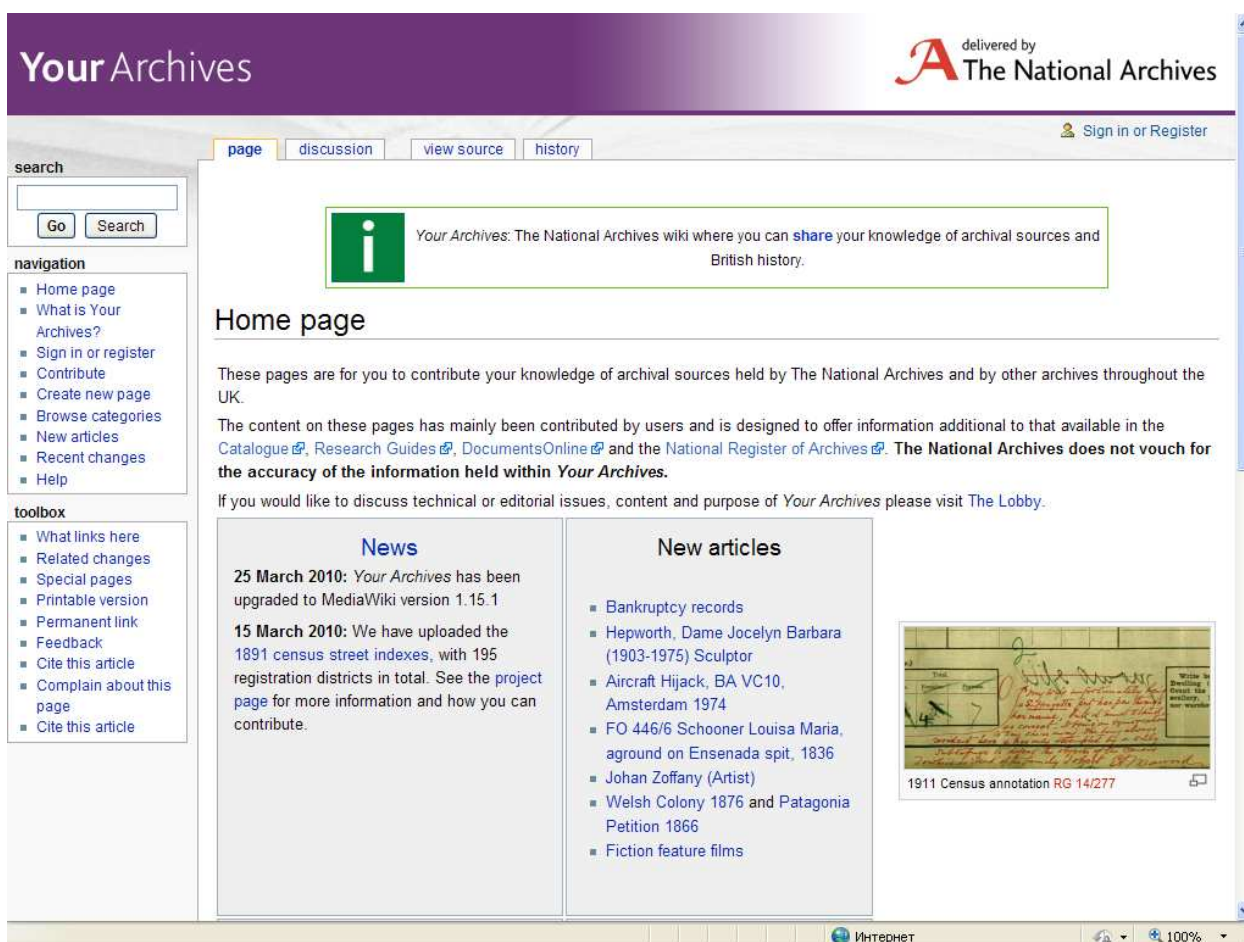 Your Archives
delivered by
The National Archives
Sign in or Register
page
discussion
view source
history
search
Go
Search
navigation
Home page
What is Your
Archives?
Sign in or register
Contribute
Create new page
Browse categories
New articles
Recent changes
Help
toolbox
What links here
Related changes
Special pages
Printable version
Permanent link
Feedback
Cite this article
Complain about this
page
Cite this article
Your Archives: The National Archives wiki where you can share your knowledge of archival sources and
British history.
Home page
These pages are for you to contribute your knowledge of archival sources held by The National Archives and by other archives throughout the
UK.
The content on these pages has mainly been contributed by users and is designed to offer information additional to that available in the
Catalogue, Research Guides, DocumentsOnline and the National Register of Archives. The National Archives does not vouch for
the accuracy of the information held within Your Archives.
If you would like to discuss technical or editorial issues, content and purpose of Your Archives please visit The Lobby.
News
25 March 2010: Your Archives has been
upgraded to MediaWiki version 1.15.1
15 March 2010: We have uploaded the
1891 census street indexes, with 195
registration districts in total. See the project
page for more information and how you can
contribute.
New articles
Bankruptcy records
Hepworth, Dame Jocelyn Barbara
(1903-1975) Sculptor
Aircraft Hijack, BA VC10,
Amsterdam 1974
FO 446/6 Schooner Louisa Maria,
aground on Ensenada spit, 1836
Johan Zoffany (Artist)
Welsh Colony 1876 and Patagonia
Petition 1866
Fiction feature films
1911 Census annotation RG 14/277
Интернет
100%